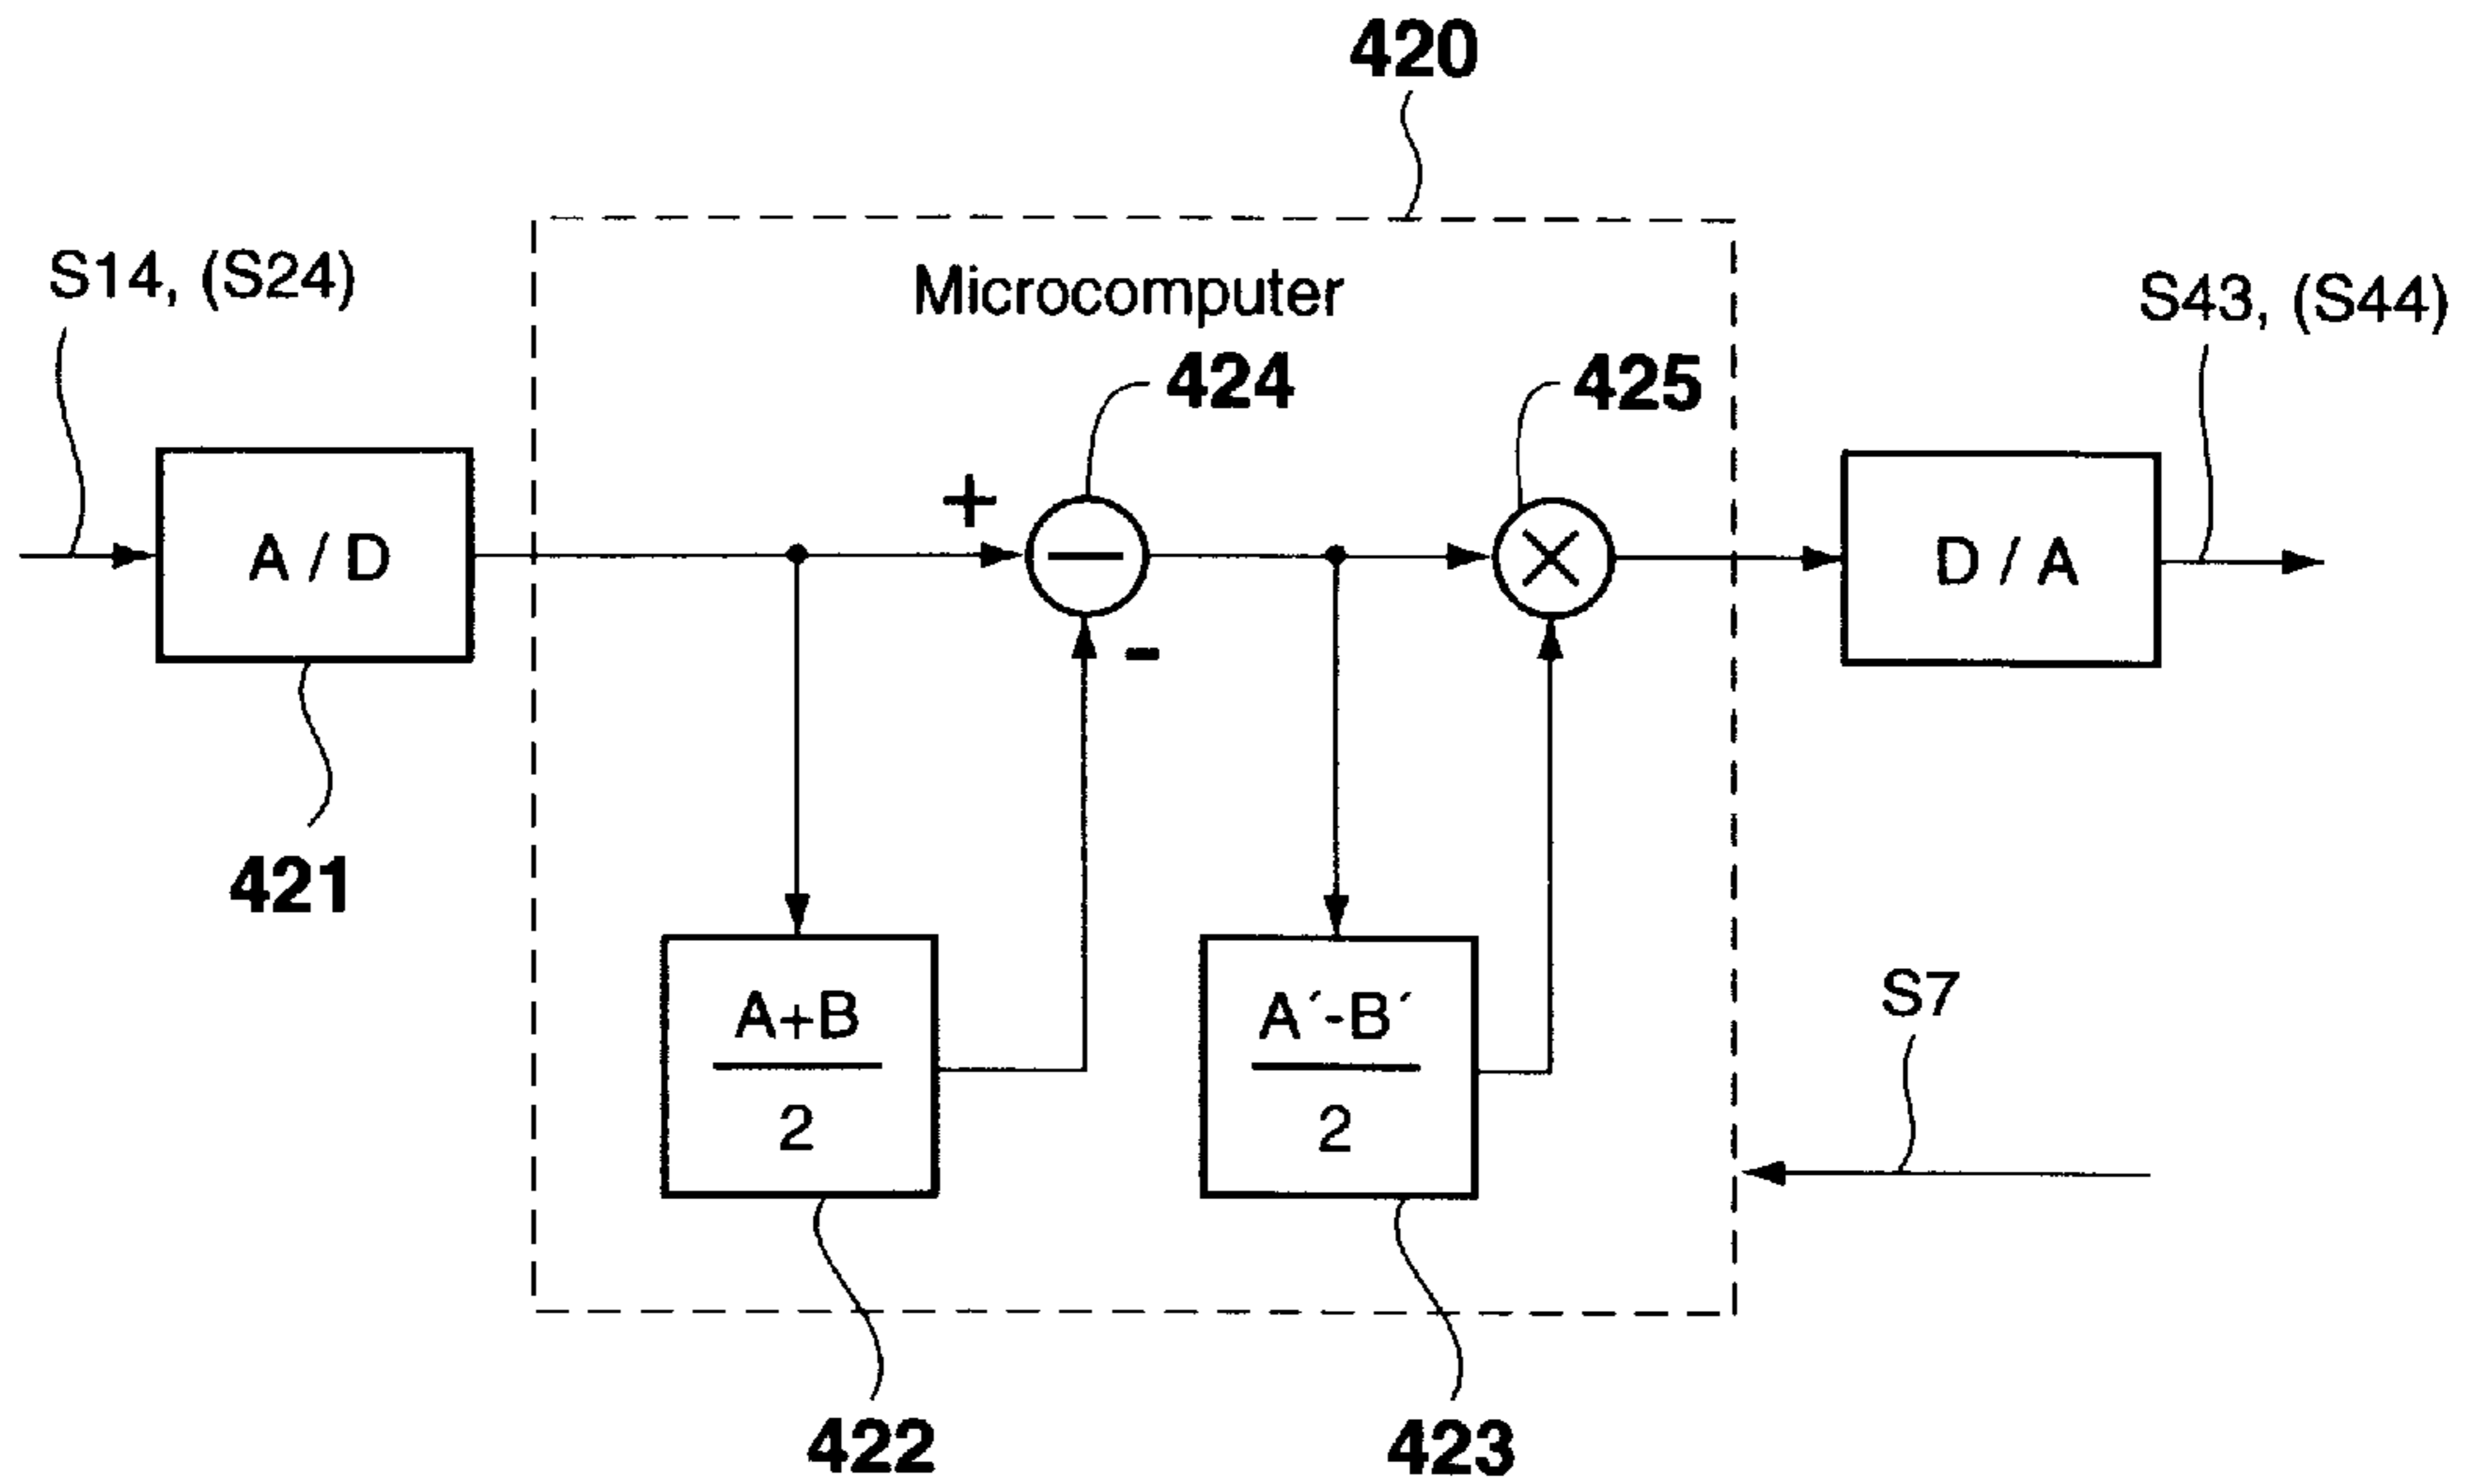 420
S14, (S24)
Microcomputer
S43, (S44)
424
425
+
A / D
D / A
-
421
A+B
2
A´-B´
2
S7
422
423